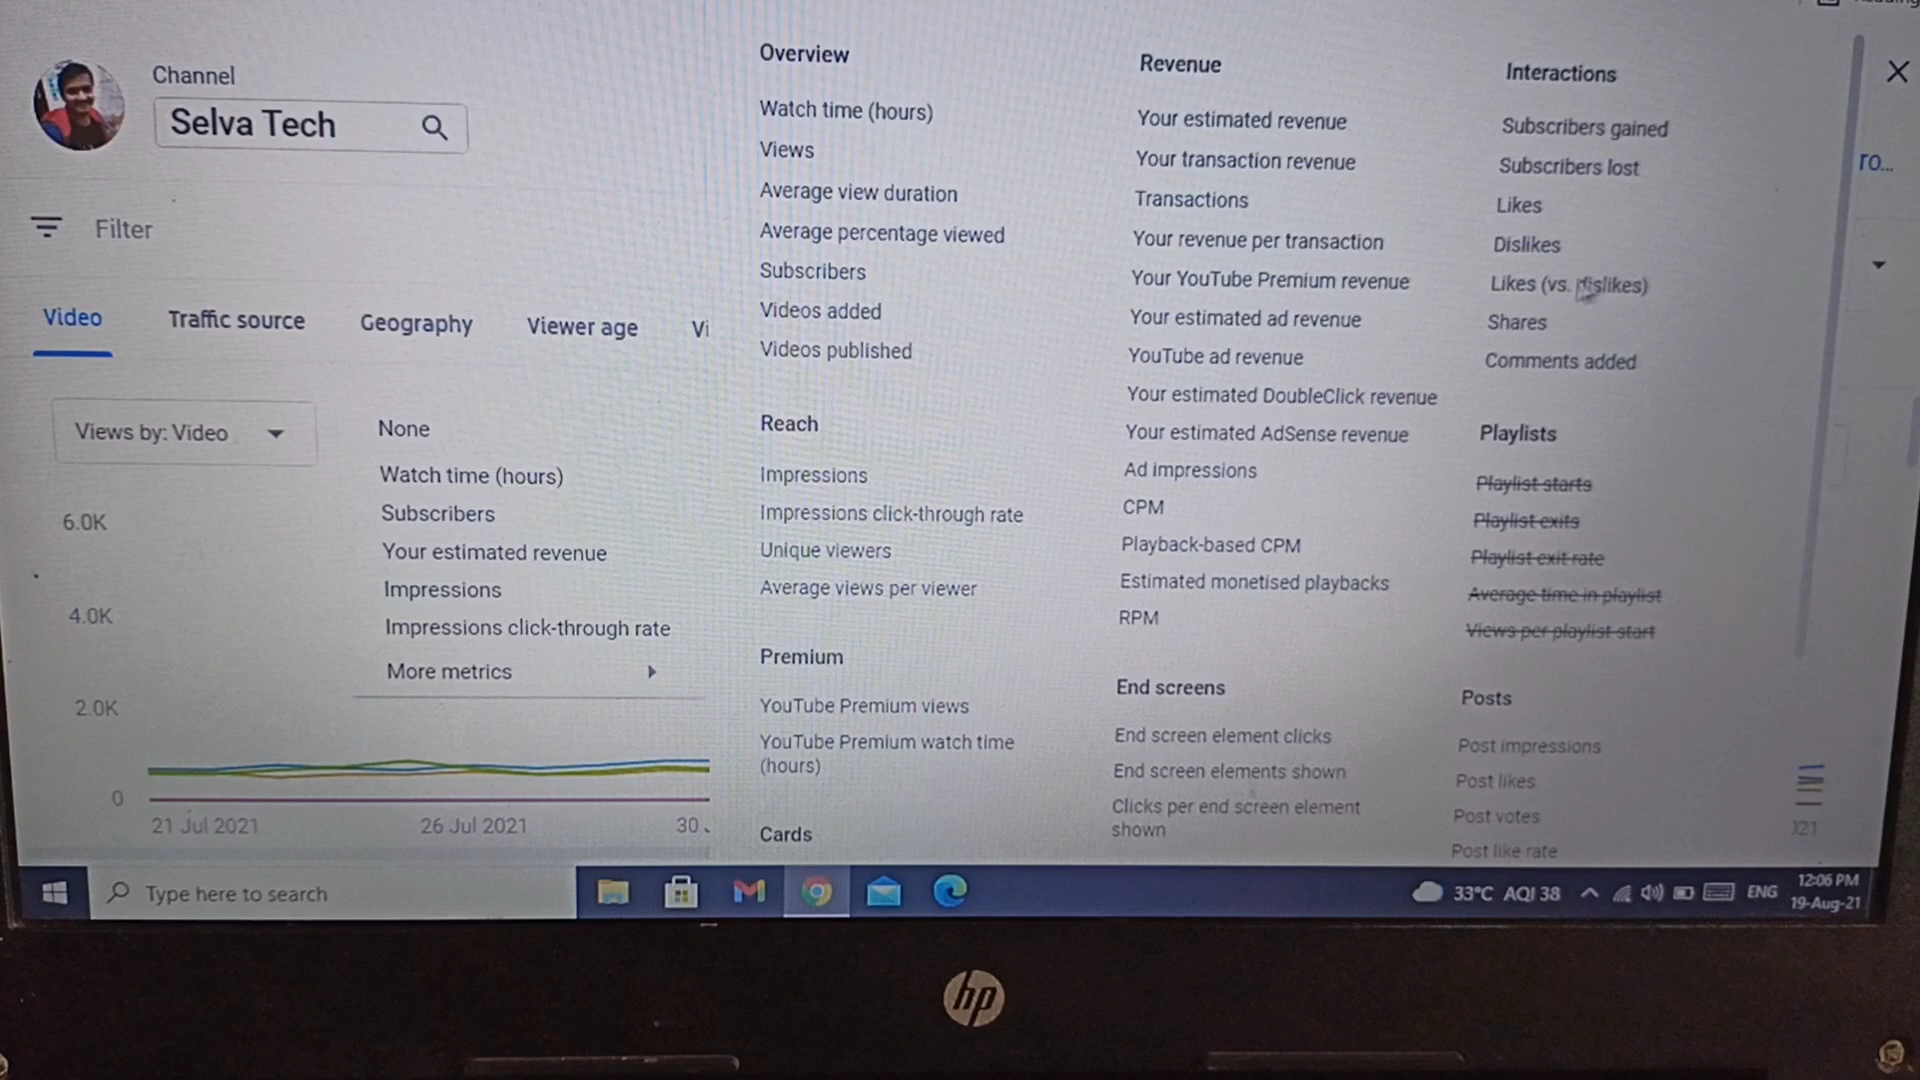 Channel
Selva Tech
Filter
Video
Traffic source
Geography
Viewer age
Vi
Views by: Video
6.0K
4.0K
2.0K
0
21 Jul 2021
26 Jul 2021
30
None
Watch time (hours)
Subscribers
Your estimated revenue
Impressions
Impressions click-through rate
More metrics
Overview
Watch time (hours)
Views
Average view duration
Average percentage viewed
Subscribers
Videos added
Videos published
Reach
Impressions
Impressions click-through rate
Unique viewers
Average views per viewer
Premium
YouTube Premium views
YouTube Premium watch time
(hours)
Cards
Revenue
Your estimated revenue
Your transaction revenue
Transactions
Your revenue per transaction
Your YouTube Premium revenue
Your estimated ad revenue
YouTube ad revenue
Your estimated DoubleClick revenue
Your estimated AdSense revenue
Ad impressions
CPM
Playback-based CPM
Estimated monetised playbacks
RPM
End screens
End screen element clicks
End screen elements shown
Clicks per end screen element
shown
Interactions
Subscribers gained
Subscribers lost
Likes
Dislikes
Likes (vs. dislikes)
Shares
Comments added
Playlists
Playlist starts
Playlist exits
Playlist exit rate
Average time in playlist
Views per playlist start
Posts
Post impressions
Post likes
Post votes
Post like rate
ro...
021
Type here to search
33°C AQI 38
ENG
12:06 PM
19-Aug-21
hp